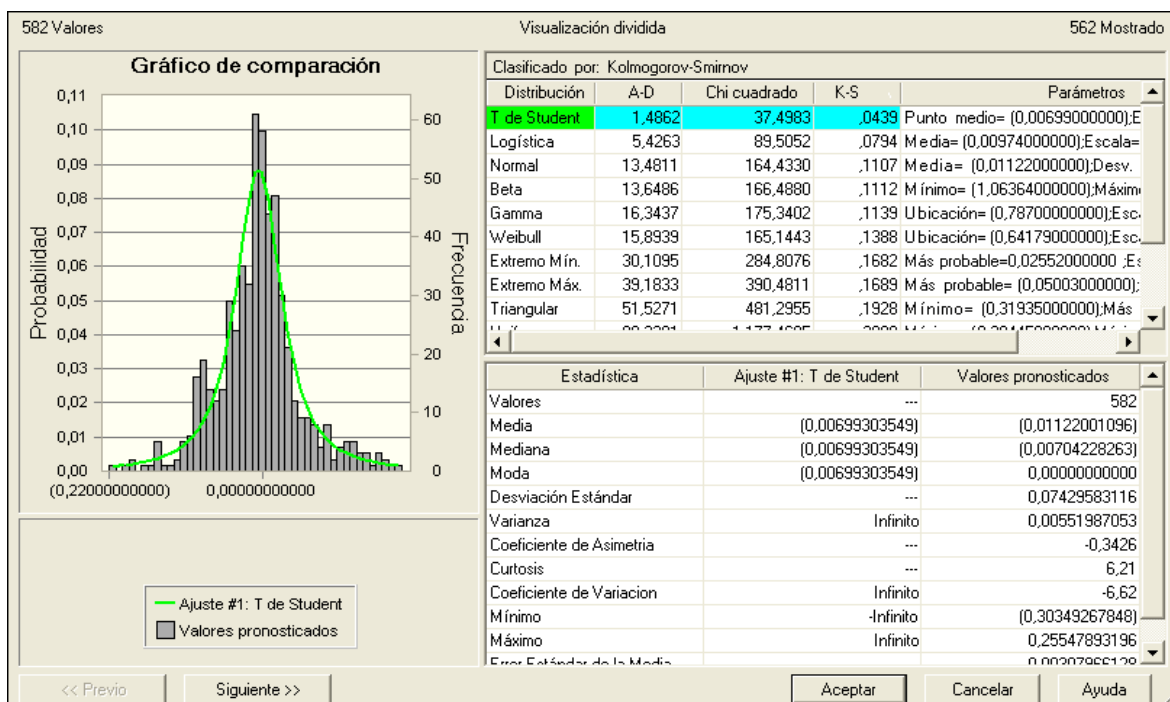 582 Valores Visualización dividida 562 Mostrado
Gráfico de comparación
0,11
0,10
0,09
0,08
0,07
0,06
0,05
0,04
0,03
0,02
0,01
0,00
Probabilidad
60
50
40
30
20
10
0
Frecuencia
(0,22000000000) 0,00000000000
Ajuste #1: T de Student
Valores pronosticados
Clasificado por: Kolmogorov-Smirnov
Distribución A-D Chi cuadrado K-S Parámetros
T de Student 1,4862 37,4983 ,0439 Punto medio= (0,00699000000);E
Logística 5,4263 89,5052 ,0794 Media= (0,00974000000);Escala=
Normal 13,4811 164,4330 ,1107 Media= (0,01122000000);Desv.
Beta 13,6486 166,4880 ,1112 Mínimo= (1,06364000000);Máxim
Gamma 16,3437 175,3402 ,1139 Ubicación= (0,78700000000);Esc
Weibull 15,8939 165,1443 ,1388 Ubicación= (0,64179000000);Esc
Extremo Mín. 30,1095 284,8076 ,1682 Más probable=0,02552000000 ;Es
Extremo Máx. 39,1833 390,4811 ,1689 Más probable= (0,05003000000);
Triangular 51,5271 481,2955 ,1928 Mínimo= (0,31935000000);Más
Estadística Ajuste #1: T de Student Valores pronosticados
Valores --- 582
Media (0,00699303549) (0,01122001096)
Mediana (0,00699303549) (0,00704228263)
Moda (0,00699303549) 0,00000000000
Desviación Estándar --- 0,07429583116
Varianza Infinito 0,00551987053
Coeficiente de Asimetria --- -0,3426
Curtosis --- 6,21
Coeficiente de Variacion Infinito -6,62
Mínimo -Infinito (0,30349267848)
Máximo Infinito 0,25547893196
Error Estándar de la Media
<< Previo Siguiente >> Aceptar Cancelar Ayuda